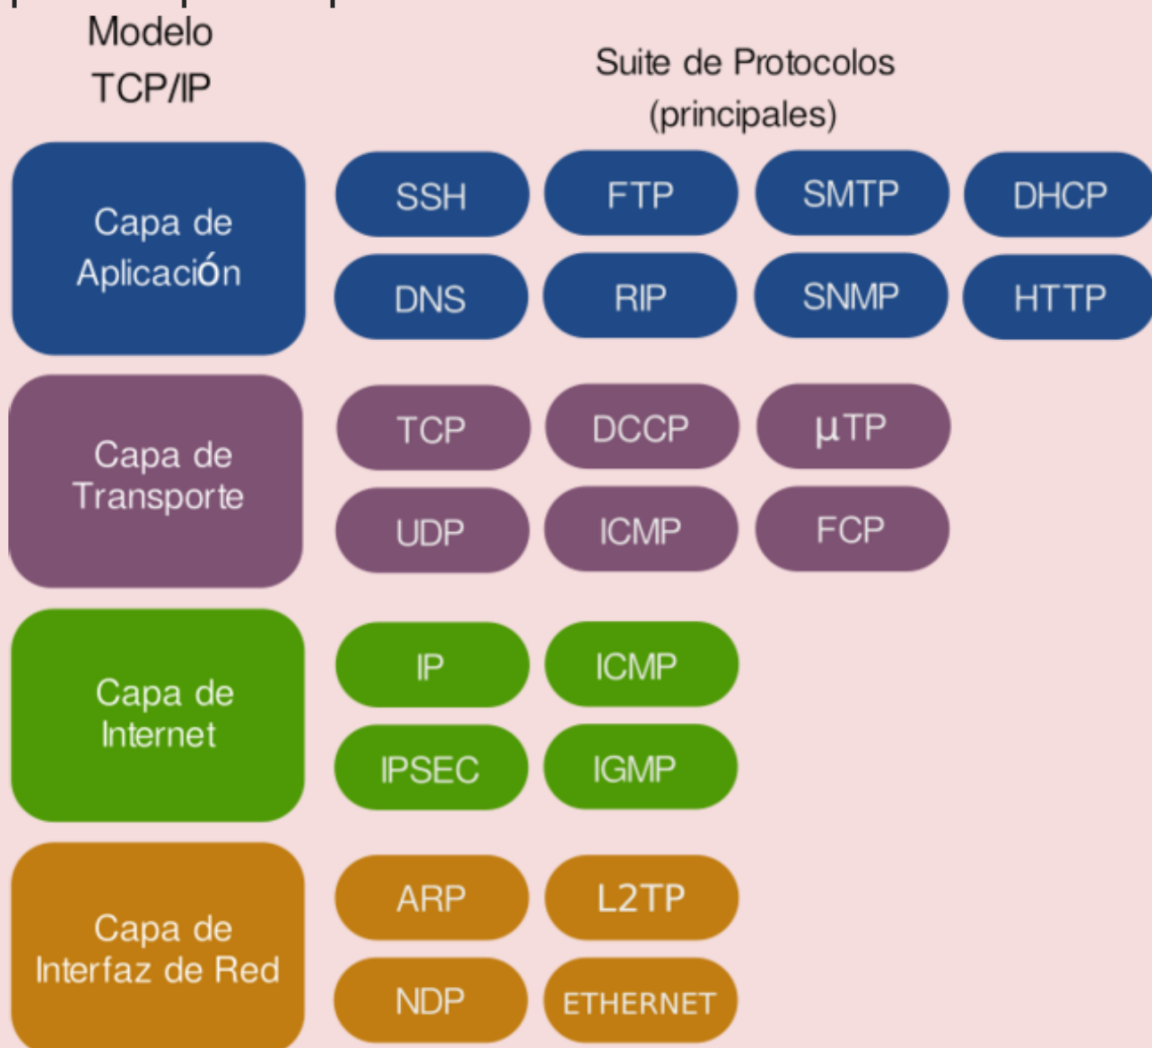 Modelo
TCP/IP
Suite de Protocolos
(principales)
Capa de
Aplicación
SSH
FTP
SMTP
DHCP
DNS
RIP
SNMP
HTTP
Capa de
Transporte
TCP
DCCP
µTP
UDP
ICMP
FCP
Capa de
Internet
IP
ICMP
IPSEC
IGMP
Capa de
Interfaz de Red
ARP
L2TP
NDP
ETHERNET